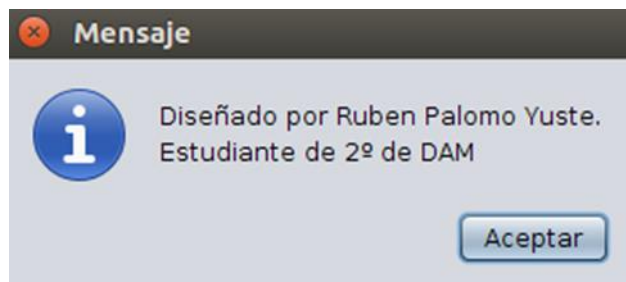 Mensaje
Diseñado por Ruben Palomo Yuste.
Estudiante de 2º de DAM
Aceptar